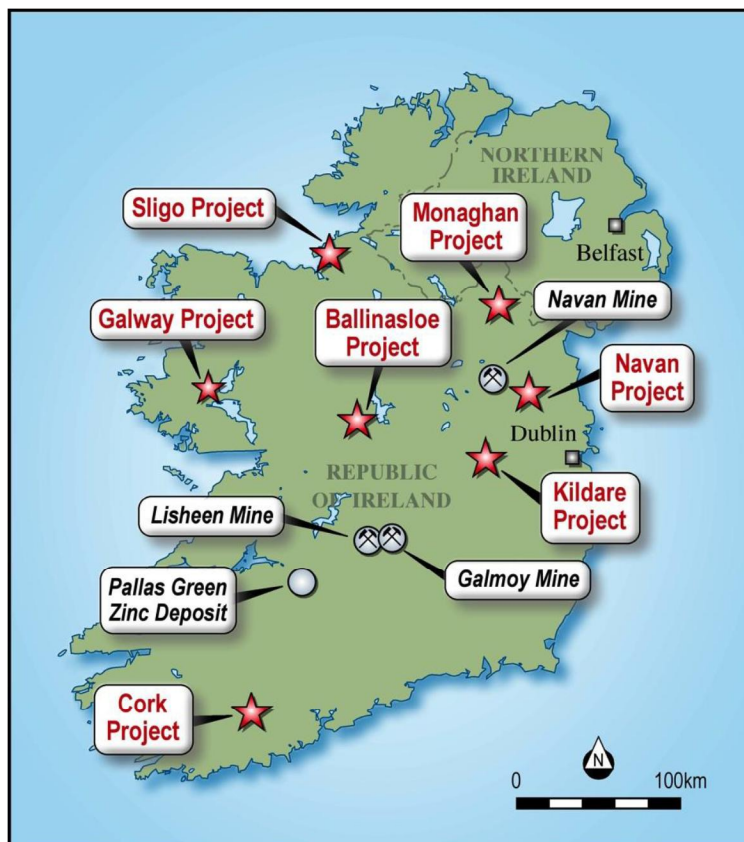 NORTHERN
IRELAND
Sligo Project
Monaghan
Project
Belfast
Navan Mine
Galway Project
Ballinasloe
Project
Navan
Project
Dublin
REPUBLIC
OF IRELAND
Kildare
Project
Lisheen Mine
Galmoy Mine
Pallas Green
Zinc Deposit
Cork
Project
N
0
100km